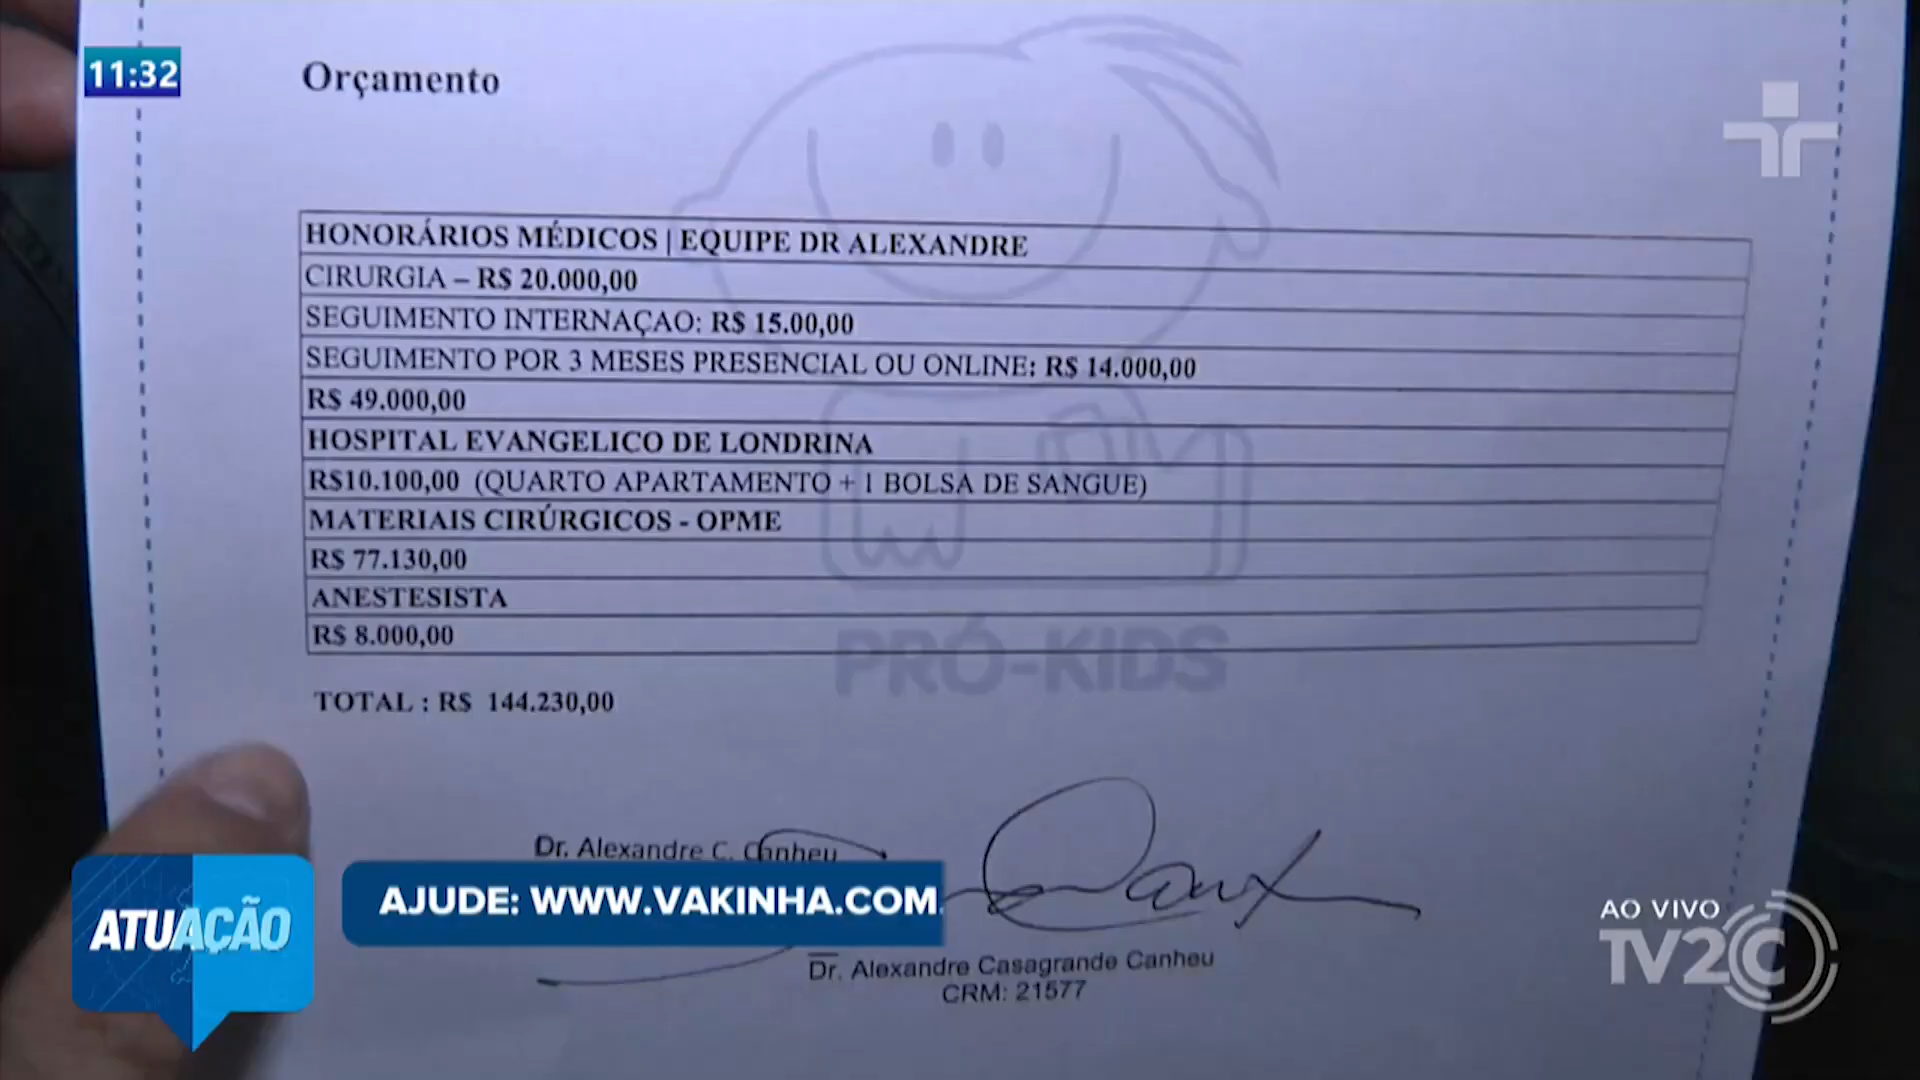 11:32
Orçamento
HONORÁRIOS MÉDICOS | EQUIPE DR ALEXANDRE
CIRURGIA – R$ 20.000,00
SEGUIMENTO INTERNAÇAO: R$ 15.00,00
SEGUIMENTO POR 3 MESES PRESENCIAL OU ONLINE: R$ 14.000,00
R$ 49.000,00
HOSPITAL EVANGELICO DE LONDRINA
R$10.100,00 (QUARTO APARTAMENTO + 1 BOLSA DE SANGUE)
MATERIAIS CIRÚRGICOS - OPME
R$ 77.130,00
ANESTESISTA
R$ 8.000,00
PRÓ-KIDS
TOTAL : R$ 144.230,00
Dr. Alexandre C. Canheu
AJUDE: WWW.VAKINHA.COM.
ATUAÇÃO
AO VIVO
TV2C
Dr. Alexandre Casagrande Canheu
CRM: 21577